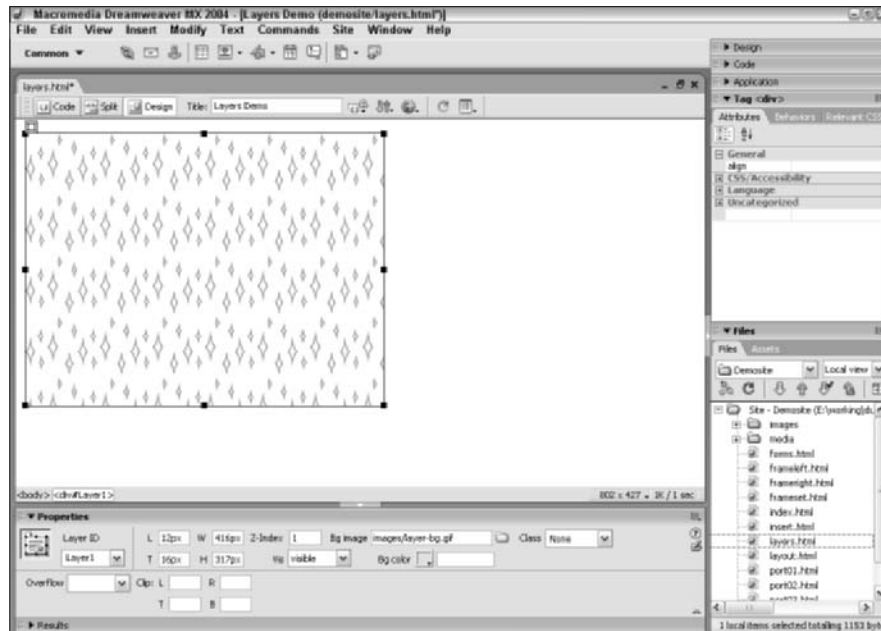 Macromedia Dreamweaver MX 2004 - [Layers Demo (demosite/layers.html*)]
File Edit View Insert Modify Text Commands Site Window Help
Common
Design
Code
Application
Tag <div>
Attributes Behaviors Relevant CSS
General
align
CSS/Accessibility
Language
Uncategorized
layers.html*
Code Split Design Title: Layers Demo
Files
Files Assets
Demosite Local view
Site - Demosite (E:\working\du
images
media
forms.html
frameleft.html
frameright.html
frameset.html
index.html
insert.html
layers.html
layout.html
port01.html
port02.html
<body> <div#Layer1>
802 x 427 1K / 1 sec
Properties
Layer ID L 12px W 416px Z-Index 1 Bg image images/layer-bg.gif Class None
Layer1 T 16px H 317px Vis visible Bg color
Overflow Clip: L R
T B
Results
1 local items selected totalling 1153 byt